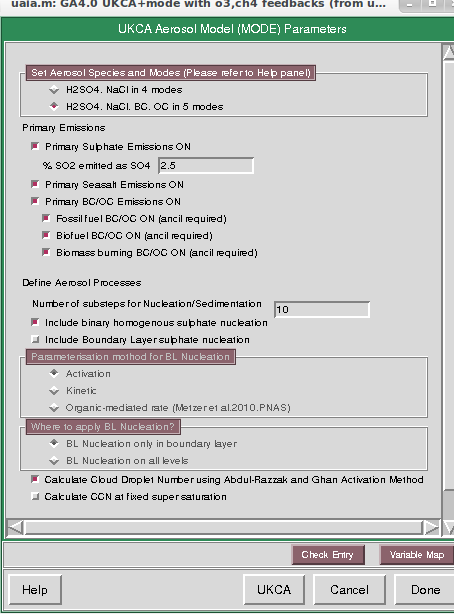 uaia.m: GA4.0 UKCA+mode with o3,ch4 feedbacks (from u...
UKCA Aerosol Model (MODE) Parameters
Set Aerosol Species and Modes (Please refer to Help panel)
H2SO4. NaCl in 4 modes
H2SO4. NaCl. BC. OC in 5 modes
Primary Emissions
Primary Sulphate Emissions ON
% SO2 emitted as SO4 2.5
Primary Seasalt Emissions ON
Primary BC/OC Emissions ON
Fossil fuel BC/OC ON (ancil required)
Biofuel BC/OC ON (ancil required)
Biomass burning BC/OC ON (ancil required)
Define Aerosol Processes
Number of substeps for Nucleation/Sedimentation 10
Include binary homogenous sulphate nucleation
Include Boundary Layer sulphate nucleation
Parameterisation method for BL Nucleation
Activation
Kinetic
Organic-mediated rate (Metzer et al.2010.PNAS)
Where to apply BL Nucleation?
BL Nucleation only in boundary layer
BL Nucleation on all levels
Calculate Cloud Droplet Number using Abdul-Razzak and Ghan Activation Method
Calculate CCN at fixed super saturation
Check Entry Variable Map
Help UKCA Cancel Done